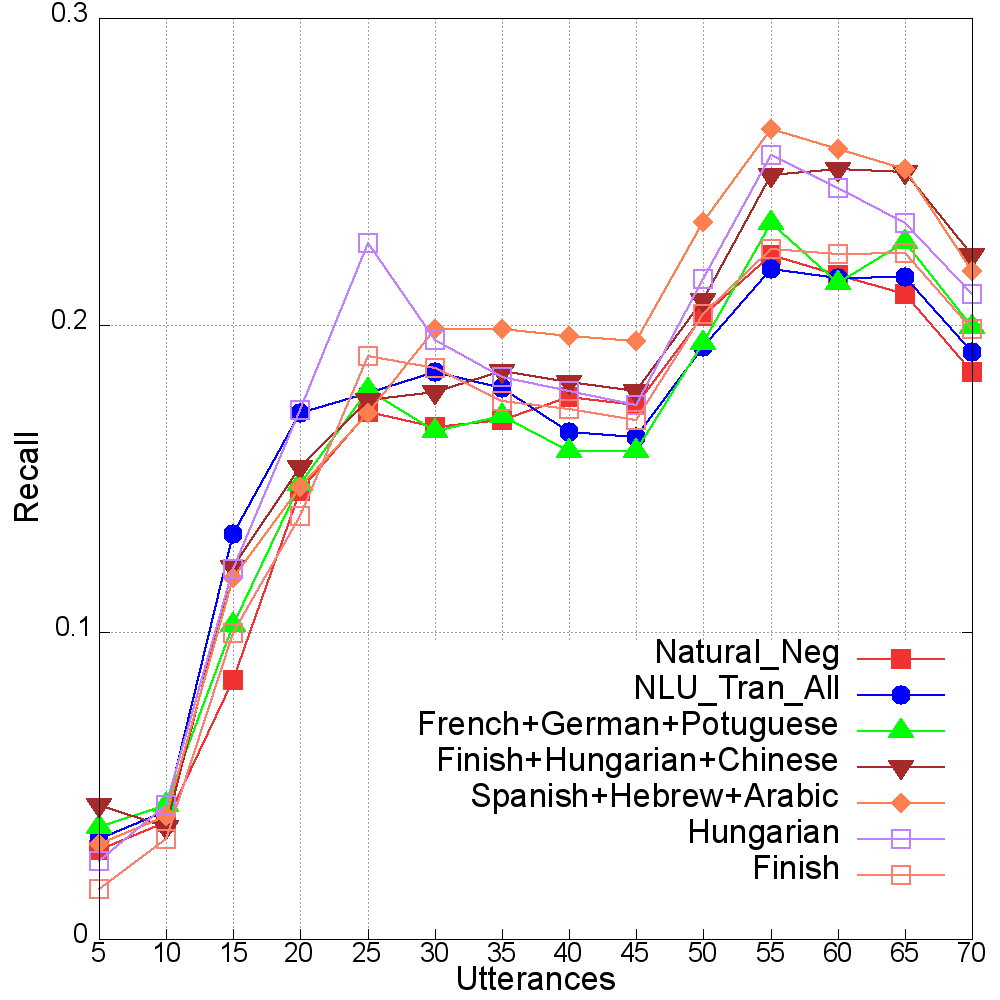 0.3
0.2
0.1
0
Recall
Natural_Neg
NLU_Tran_All
French+German+Potuguese
Finish+Hungarian+Chinese
Spanish+Hebrew+Arabic
Hungarian
Finish
5 10 15 20 25 30 35 40 45 50 55 60 65 70
Utterances